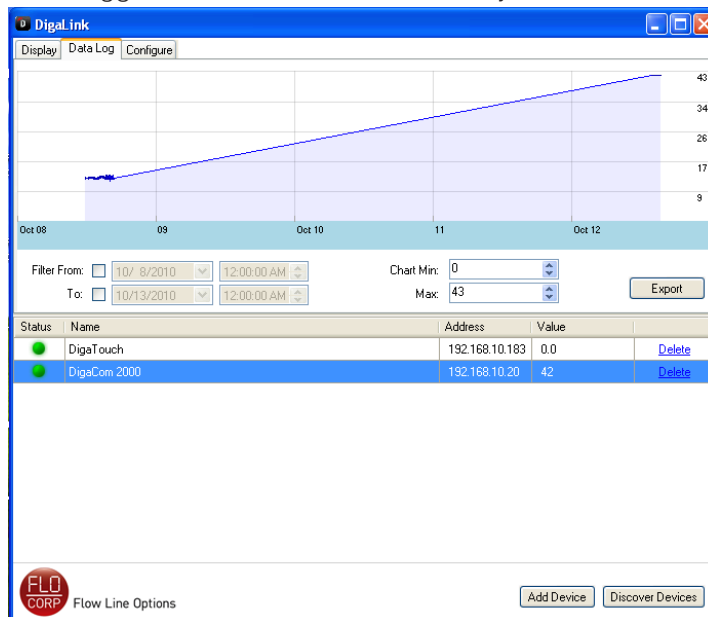 DigaLink
Display Data Log Configure
43
34
26
17
9
Oct 08 09 Oct 10 11 Oct 12
Filter From: 10/ 8/2010 12:00:00 AM Chart Min: 0
To: 10/13/2010 12:00:00 AM Max: 43 Export
Status Name Address Value
DigaTouch 192.168.10.183 0.0 Delete
DigaCom 2000 192.168.10.20 42 Delete
FLO
CORP Flow Line Options Add Device Discover Devices